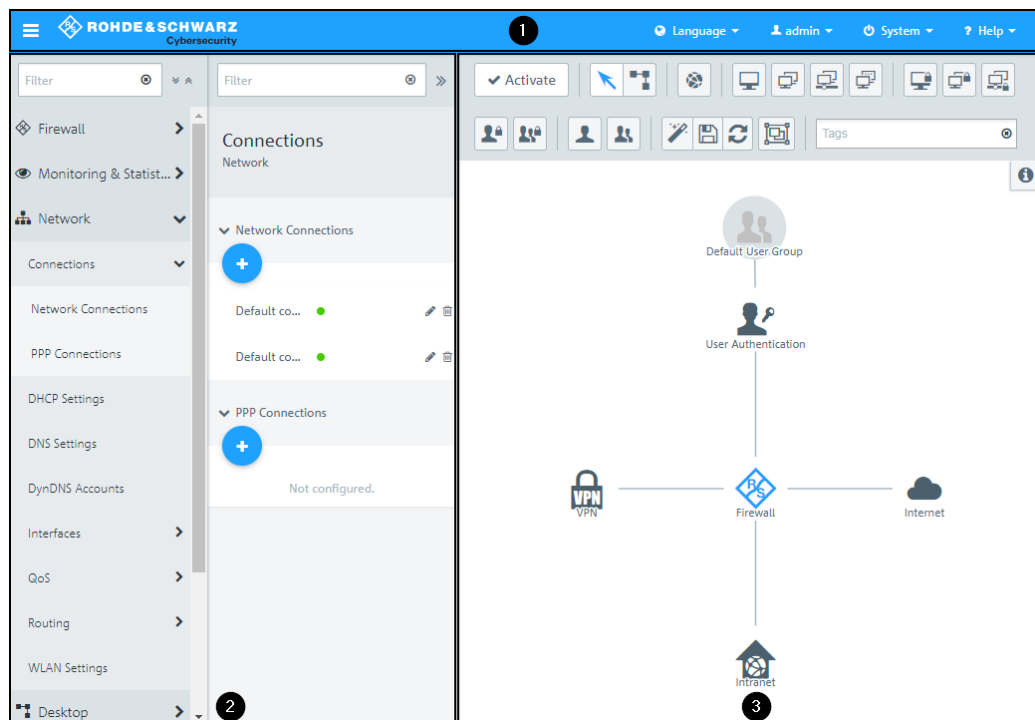 ROHDE&SCHWARZ
Cybersecurity
1
Language
admin
System
? Help
Filter
Firewall
Monitoring & Statist...
Network
Connections
Network Connections
PPP Connections
DHCP Settings
DNS Settings
DynDNS Accounts
Interfaces
QoS
Routing
WLAN Settings
Desktop
Filter
Connections
Network
Network Connections
+
Default co...
Default co...
PPP Connections
+
Not configured.
2
Activate
Tags
Default User Group
User Authentication
VPN
VPN
R/S
Firewall
Internet
Intranet
3